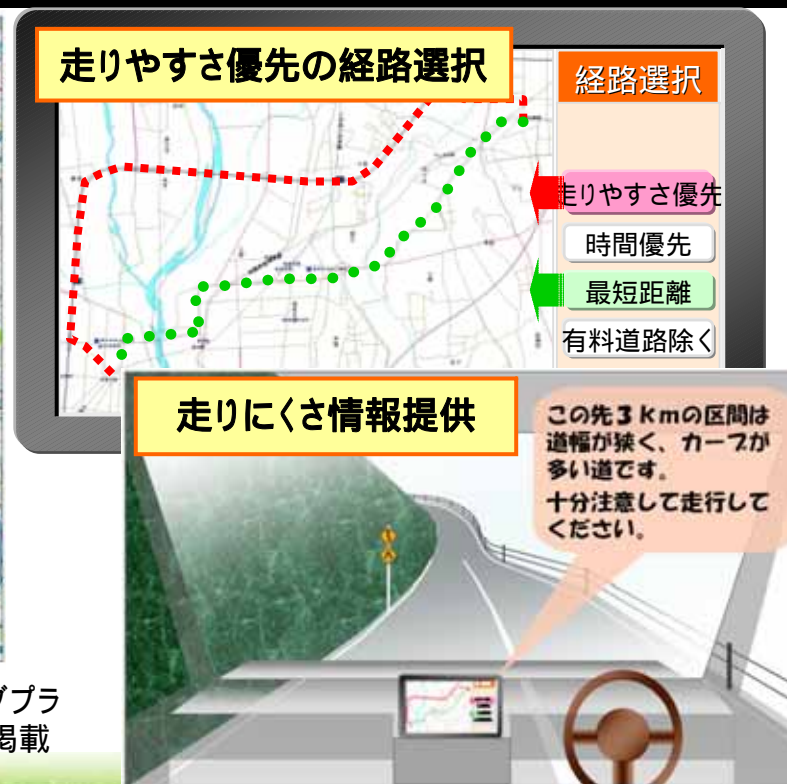 走りやすさ優先の経路選択
経路選択
走りやすさ優先
時間優先
最短距離
有料道路除く
走りにくさ情報提供
この先３ｋｍの区間は
道幅が狭く、カーブが
多い道です。
十分注意して走行して
ください。
ブプラ
掲載